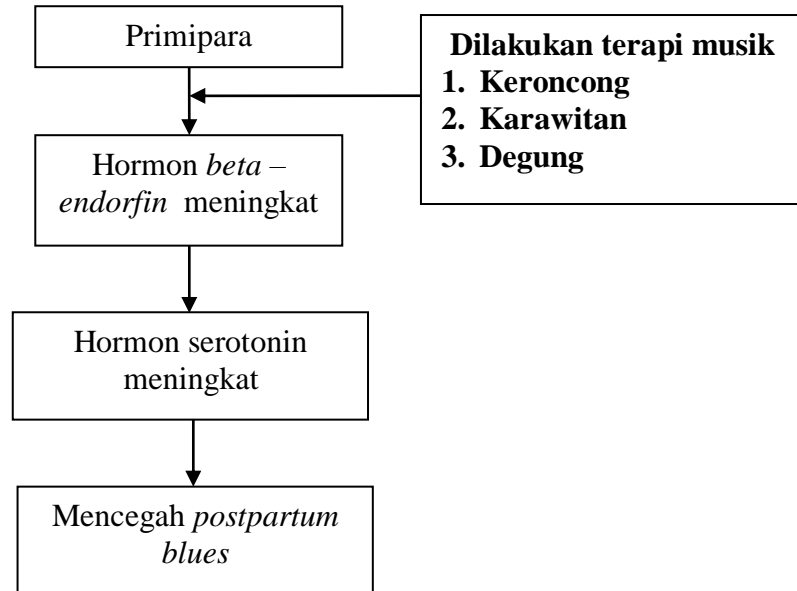 Primipara
Dilakukan terapi musik
1. Keroncong
2. Karawitan
3. Degung
Hormon beta –
endorfin meningkat
Hormon serotonin
meningkat
Mencegah postpartum
blues